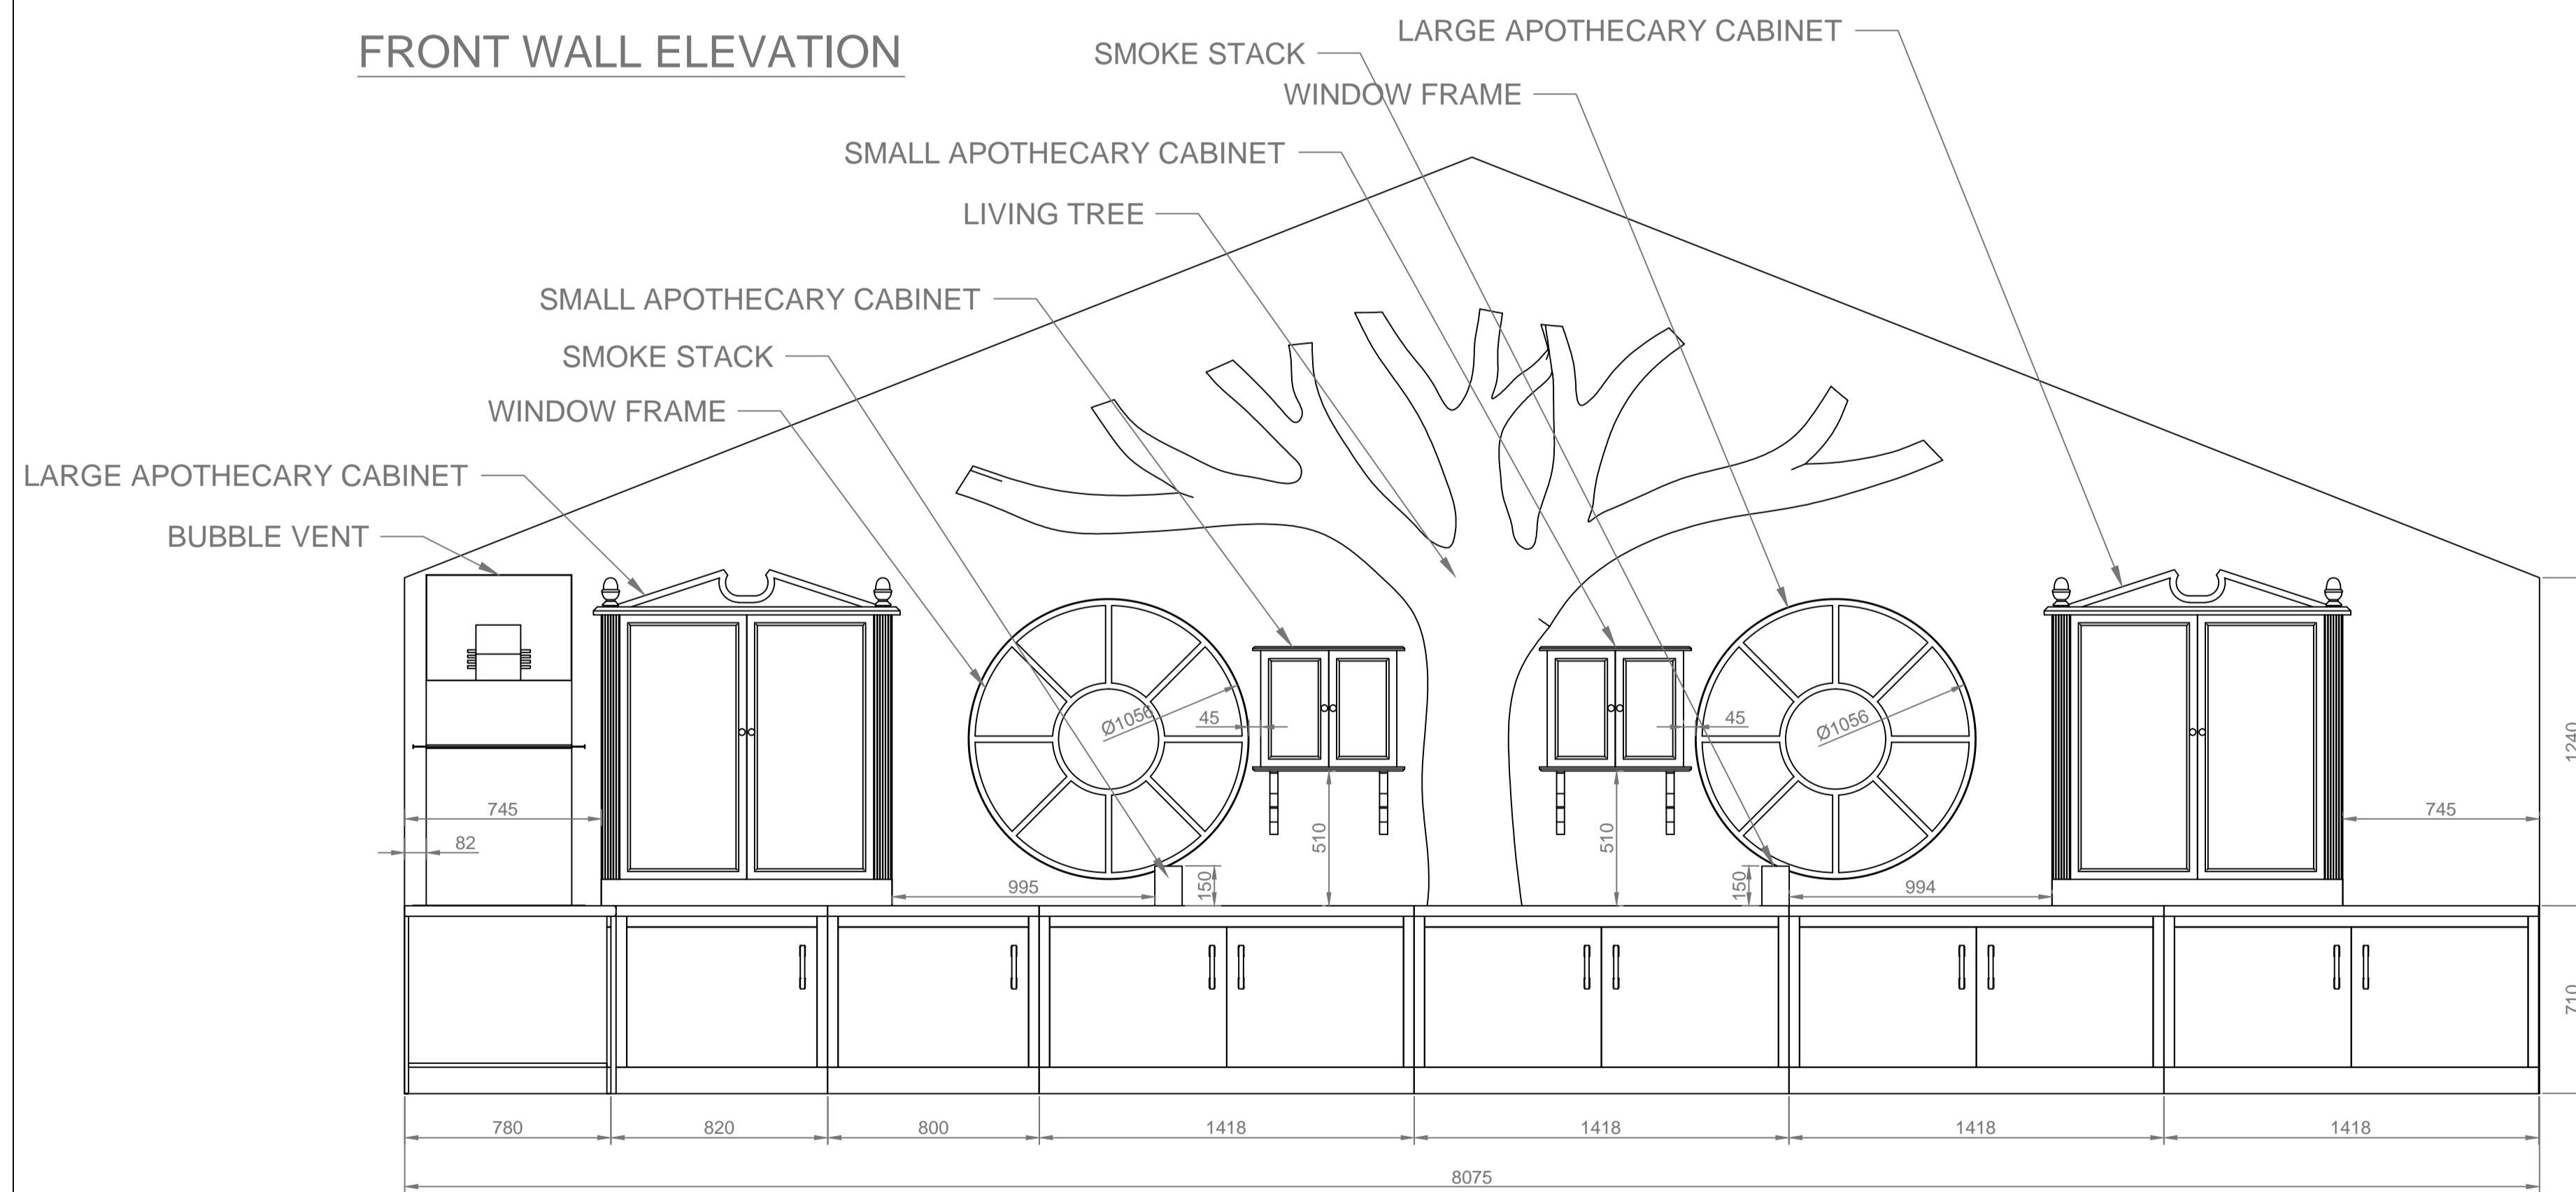 FRONT WALL ELEVATION
LARGE APOTHECARY CABINET
SMOKE STACK
WINDOW FRAME
SMALL APOTHECARY CABINET
LIVING TREE
SMALL APOTHECARY CABINET
SMOKE STACK
WINDOW FRAME
LARGE APOTHECARY CABINET
BUBBLE VENT
Ø1056
45
45
Ø1056
1240
745
745
82
510
510
995
150
150
994
710
780
820
800
1418
1418
1418
1418
8075